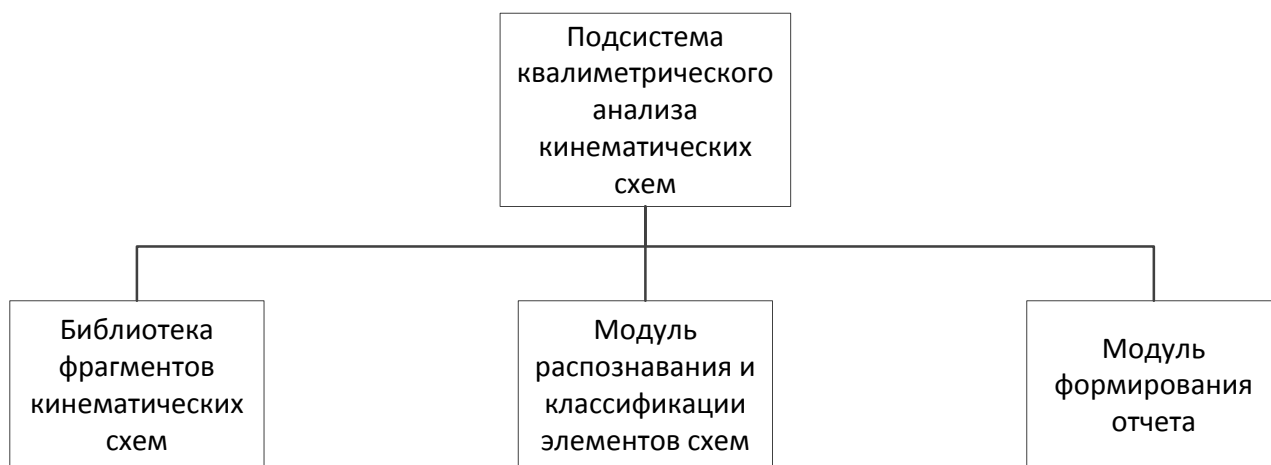 Подсистема
квалиметрического
анализа
кинематических
схем
Библиотека
фрагментов
кинематических
схем
Модуль
распознавания и
классификации
элементов схем
Модуль
формирования
отчета